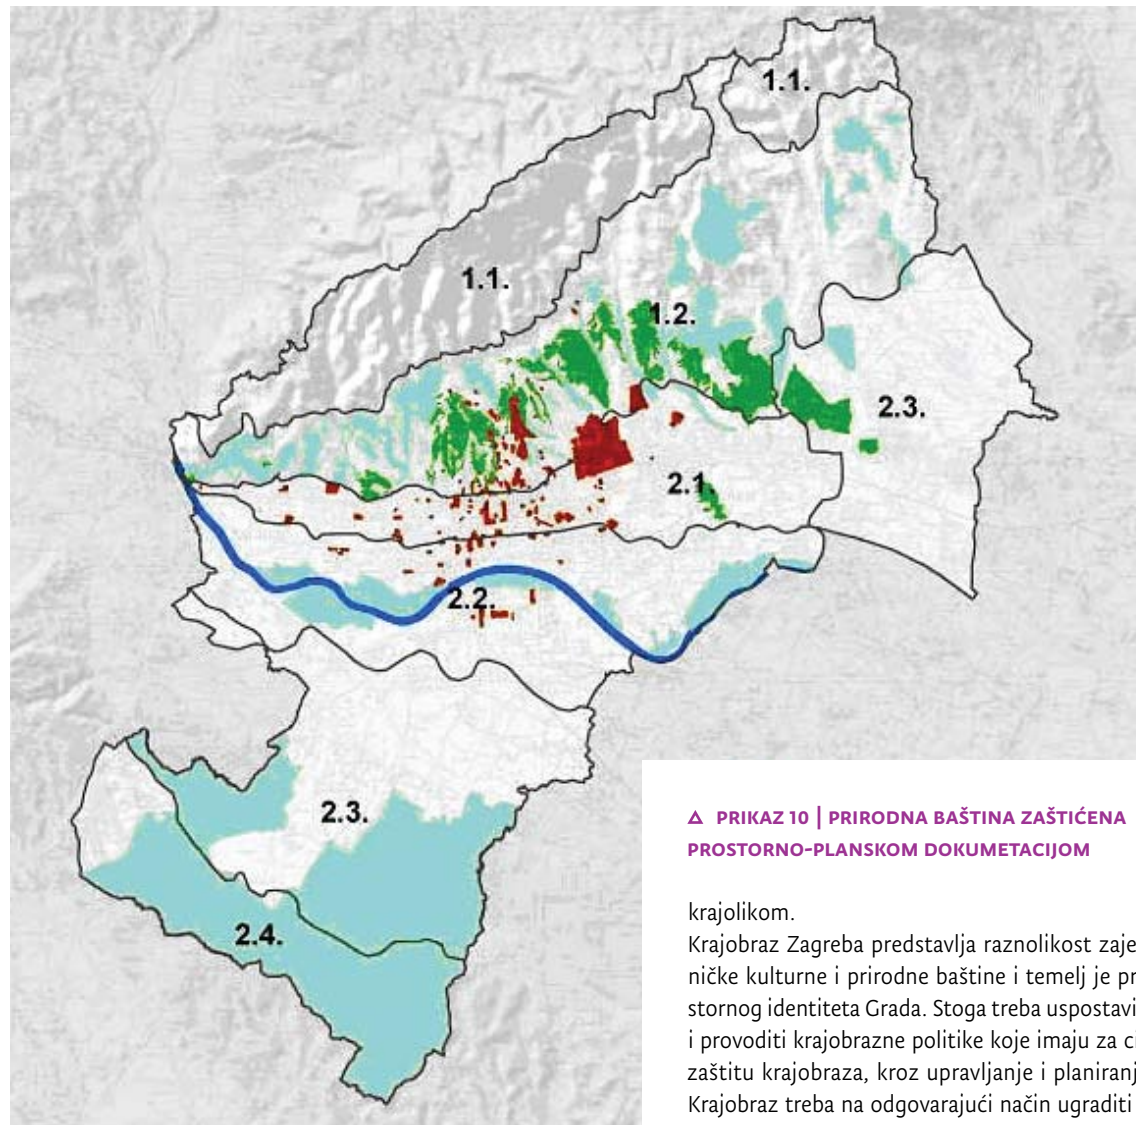 1.1.
1.1.
1.2.
2.3.
2.1.
2.2.
2.3.
2.4.
△ PRIKAZ 10 | PRIRODNA BAŠTINA ZAŠTIĆENA
PROSTORNO-PLANSKOM DOKUMETACIJOM
krajolikom.
Krajobraz Zagreba predstavlja raznolikost zaje
ničke kulturne i prirodne baštine i temelj je pr
stornog identiteta Grada. Stoga treba uspostavi
i provoditi krajobrazne politike koje imaju za ci
zaštitu krajobraza, kroz upravljanje i planiranj
Krajobraz treba na odgovarajući način ugraditi